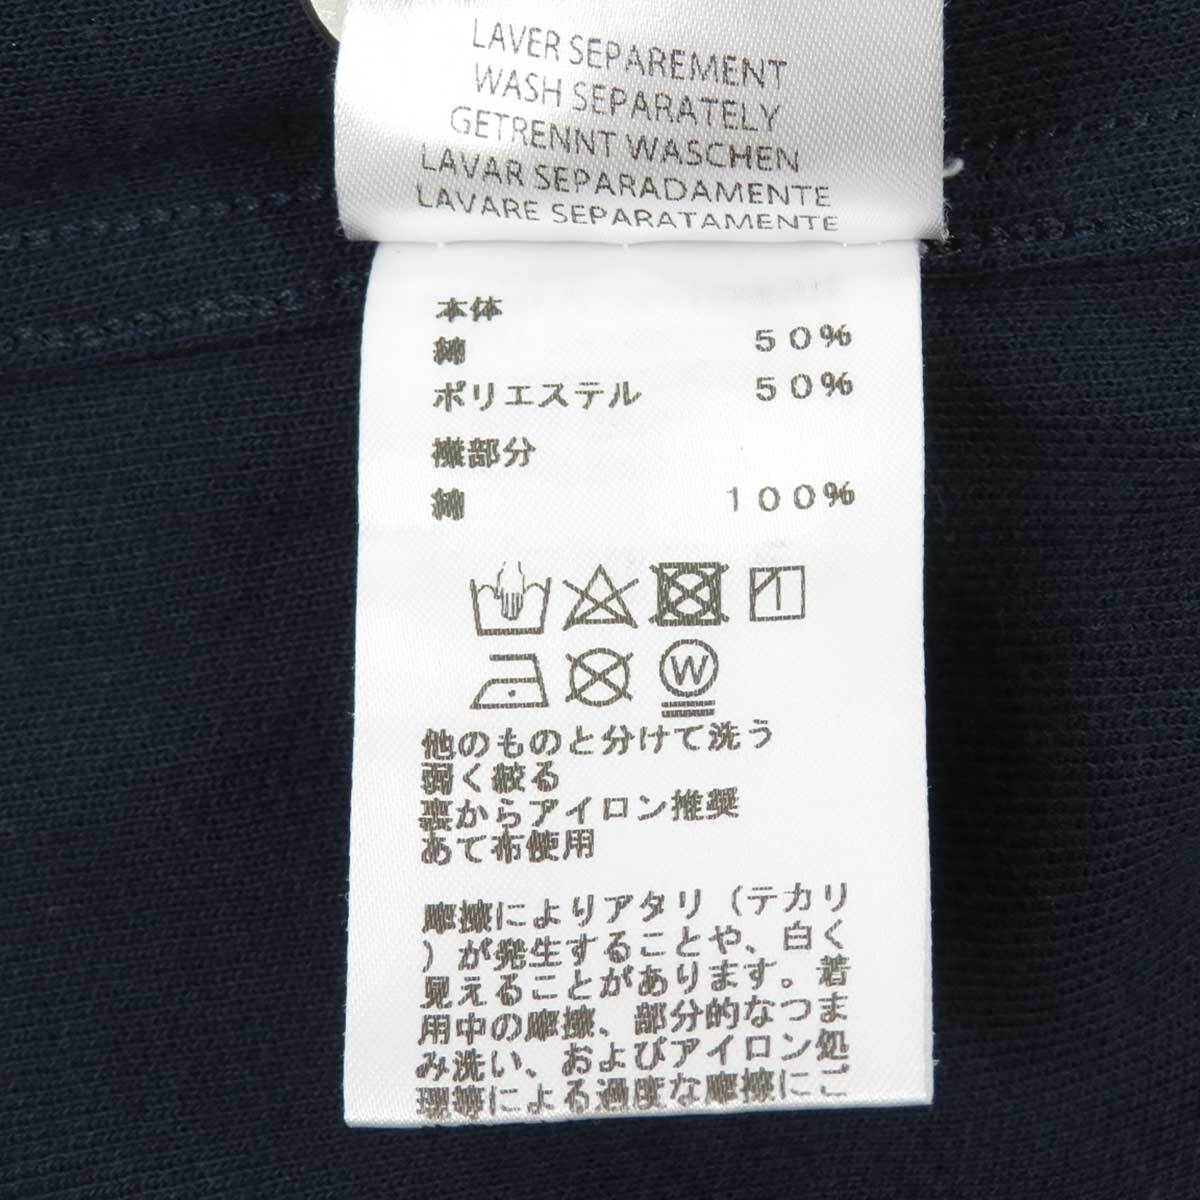 LAVER SEPAREMENT
WASH SEPARATELY
GETRENNT WASCHEN
LAVAR SEPARADAMENTE
LAVARE SEPARATAMENTE
本体
綿 50%
ポリエステル 50%
襟部分
綿 100%
W
他のものと分けて洗う
弱く絞る
裏からアイロン推奨
あて布使用
摩擦によりアタリ(テカリ
)が発生することや、白く
見えることがあります。着
用中の摩擦、部分的なつま
み洗い、およびアイロン処
理等による過度な摩擦にご